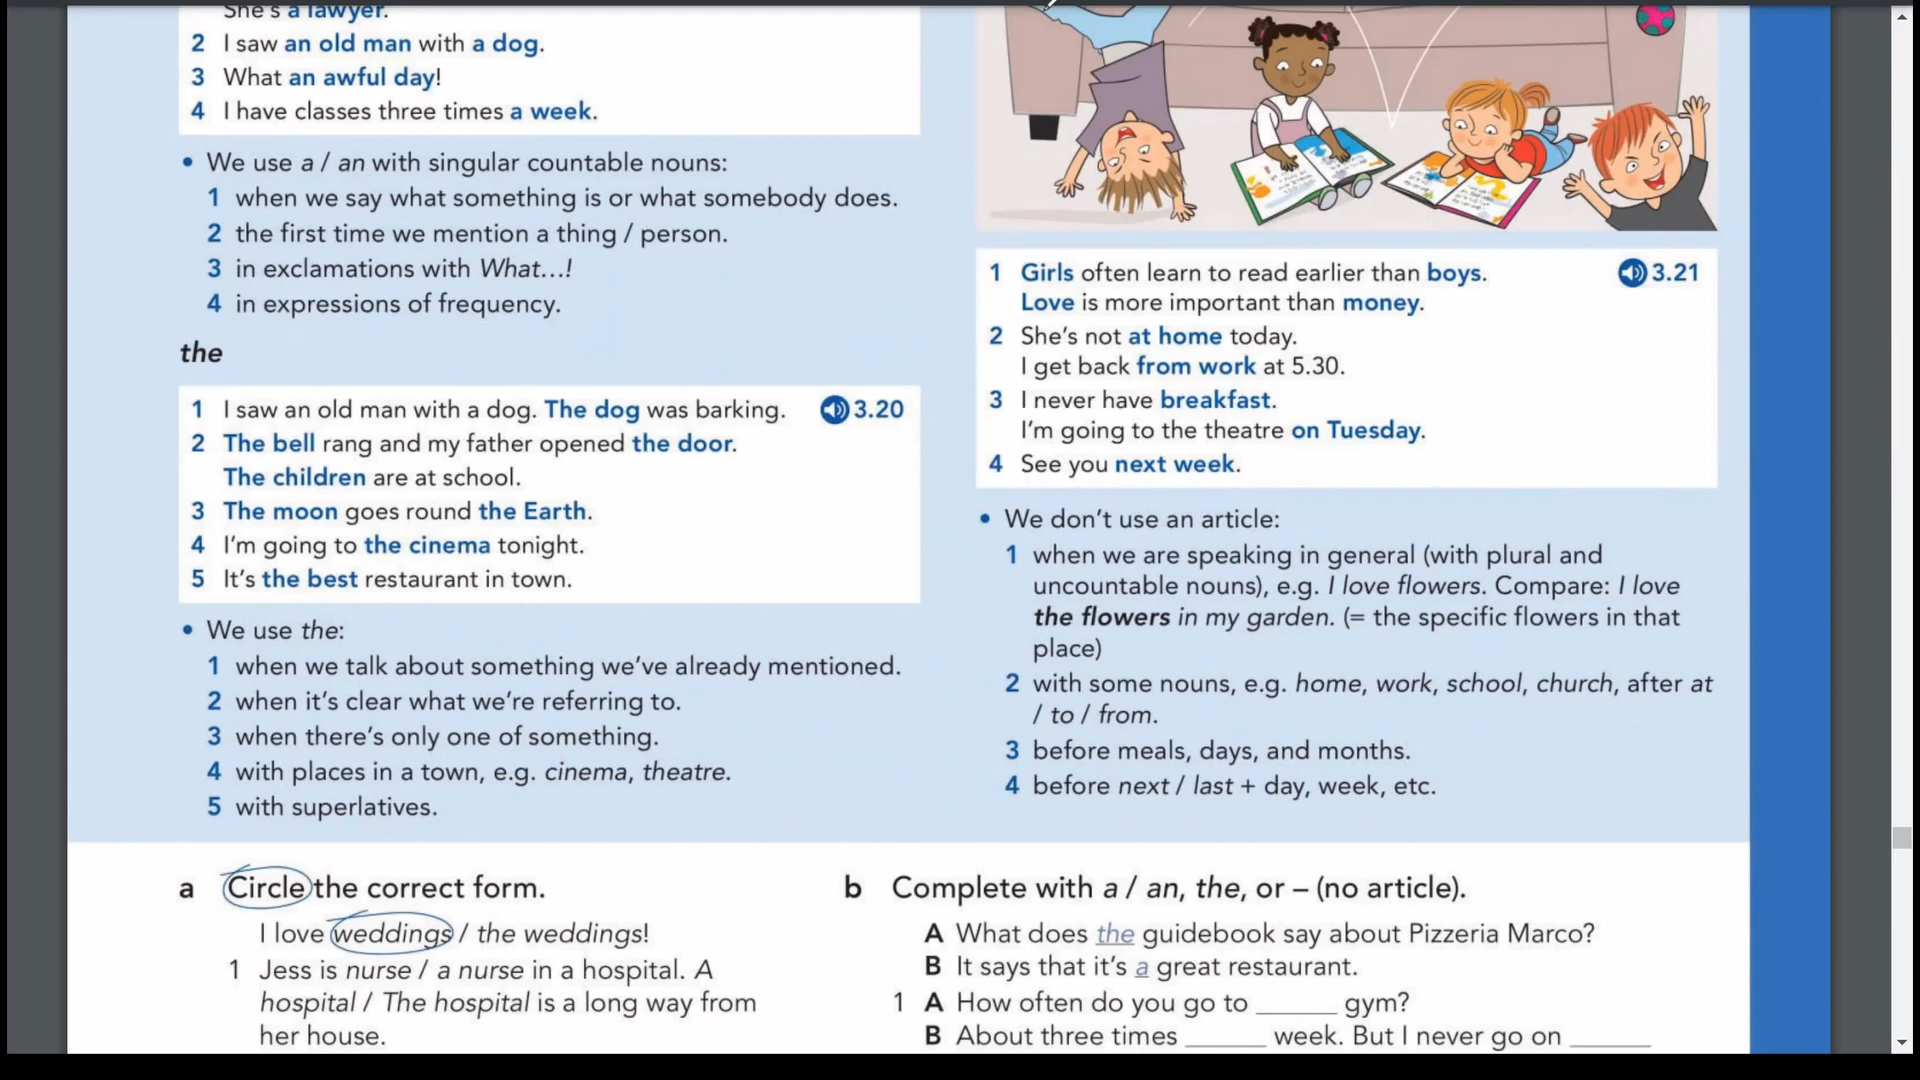 She's a lawyer.
2 I saw an old man with a dog.
3 What an awful day!
4 I have classes three times a week.
• We use a / an with singular countable nouns:
1 when we say what something is or what somebody does.
2 the first time we mention a thing / person.
3 in exclamations with What…!
4 in expressions of frequency.
the
1 I saw an old man with a dog. The dog was barking. 3.20
2 The bell rang and my father opened the door.
The children are at school.
3 The moon goes round the Earth.
4 I'm going to the cinema tonight.
5 It's the best restaurant in town.
• We use the:
1 when we talk about something we've already mentioned.
2 when it's clear what we're referring to.
3 when there's only one of something.
4 with places in a town, e.g. cinema, theatre.
5 with superlatives.
1 Girls often learn to read earlier than boys. 3.21
Love is more important than money.
2 She's not at home today.
I get back from work at 5.30.
3 I never have breakfast.
I'm going to the theatre on Tuesday.
4 See you next week.
• We don't use an article:
1 when we are speaking in general (with plural and
uncountable nouns), e.g. I love flowers. Compare: I love
the flowers in my garden. (= the specific flowers in that
place)
2 with some nouns, e.g. home, work, school, church, after at
/ to / from.
3 before meals, days, and months.
4 before next / last + day, week, etc.
a Circle the correct form.
I love weddings / the weddings!
1 Jess is nurse / a nurse in a hospital. A
hospital / The hospital is a long way from
her house.
b Complete with a / an, the, or – (no article).
A What does the guidebook say about Pizzeria Marco?
B It says that it's a great restaurant.
1 A How often do you go to ______ gym?
B About three times ______ week. But I never go on ______